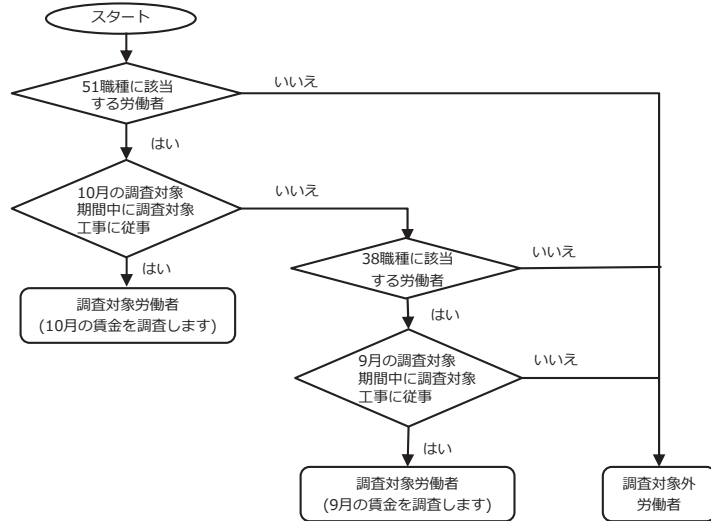 スタート
51職種に該当
する労働者
いいえ
はい
10月の調査対象
期間中に調査対象
工事に従事
いいえ
はい
38職種に該当
する労働者
いいえ
調査対象労働者
(10月の賃金を調査します)
はい
9月の調査対象
期間中に調査対象
工事に従事
いいえ
はい
調査対象労働者
(9月の賃金を調査します)
調査対象外
労働者